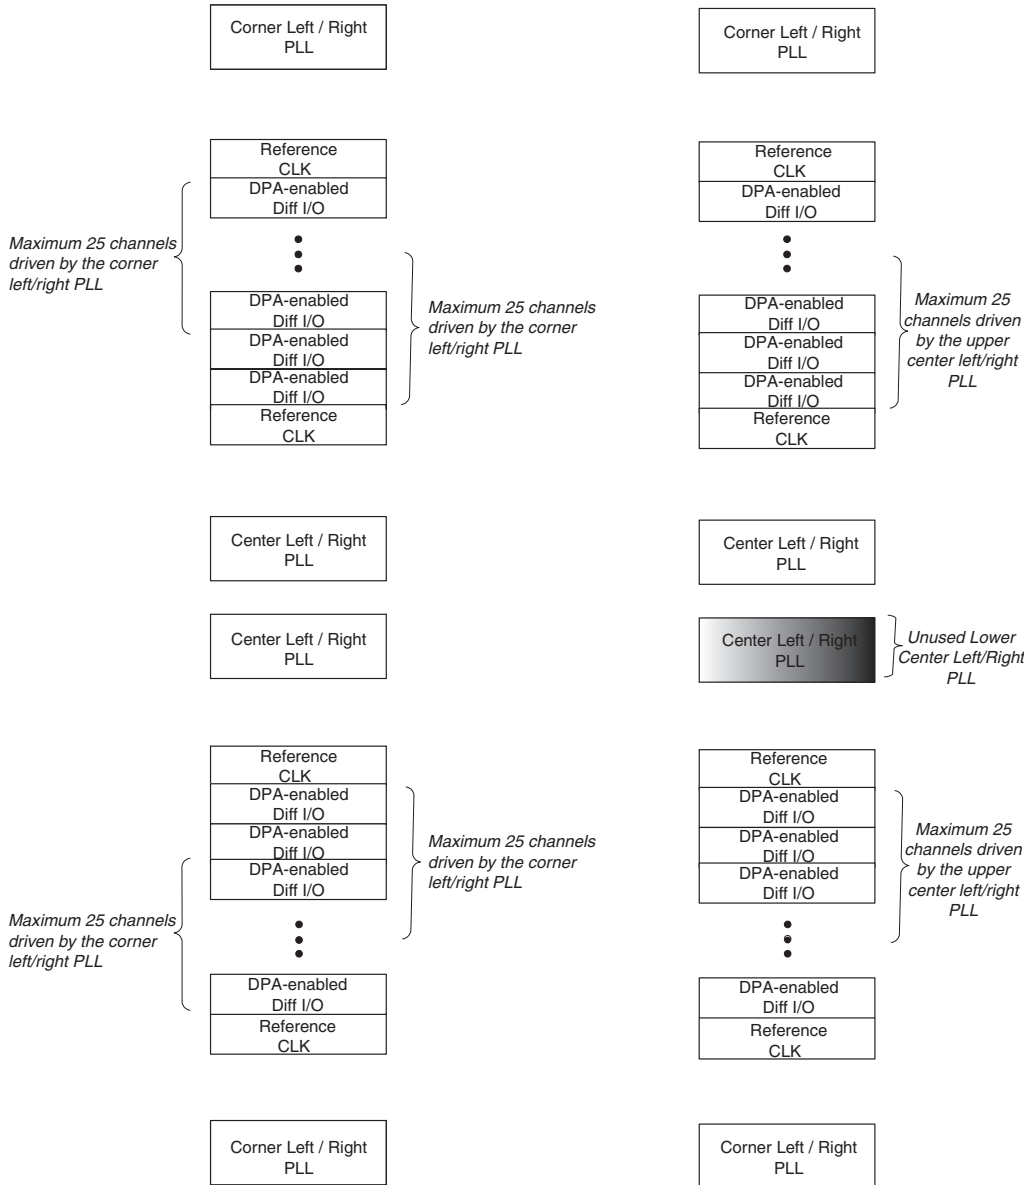 Corner Left / Right
PLL
Reference
CLK
DPA-enabled
Diff I/O
Maximum 25 channels
driven by the corner
left/right PLL
DPA-enabled
Diff I/O
DPA-enabled
Diff I/O
DPA-enabled
Diff I/O
Reference
CLK
Maximum 25 channels
driven by the corner
left/right PLL
Center Left / Right
PLL
Center Left / Right
PLL
Reference
CLK
DPA-enabled
Diff I/O
DPA-enabled
Diff I/O
DPA-enabled
Diff I/O
Maximum 25 channels
driven by the corner
left/right PLL
Maximum 25 channels
driven by the corner
left/right PLL
DPA-enabled
Diff I/O
Reference
CLK
Corner Left / Right
PLL
Corner Left / Right
PLL
Reference
CLK
DPA-enabled
Diff I/O
DPA-enabled
Diff I/O
DPA-enabled
Diff I/O
DPA-enabled
Diff I/O
Reference
CLK
Maximum 25
channels driven
by the upper
center left/right
PLL
Center Left / Right
PLL
Center Left / Right
PLL
Unused Lower
Center Left/Right
PLL
Reference
CLK
DPA-enabled
Diff I/O
DPA-enabled
Diff I/O
DPA-enabled
Diff I/O
Maximum 25
channels driven
by the upper
center left/right
PLL
DPA-enabled
Diff I/O
Reference
CLK
Corner Left / Right
PLL